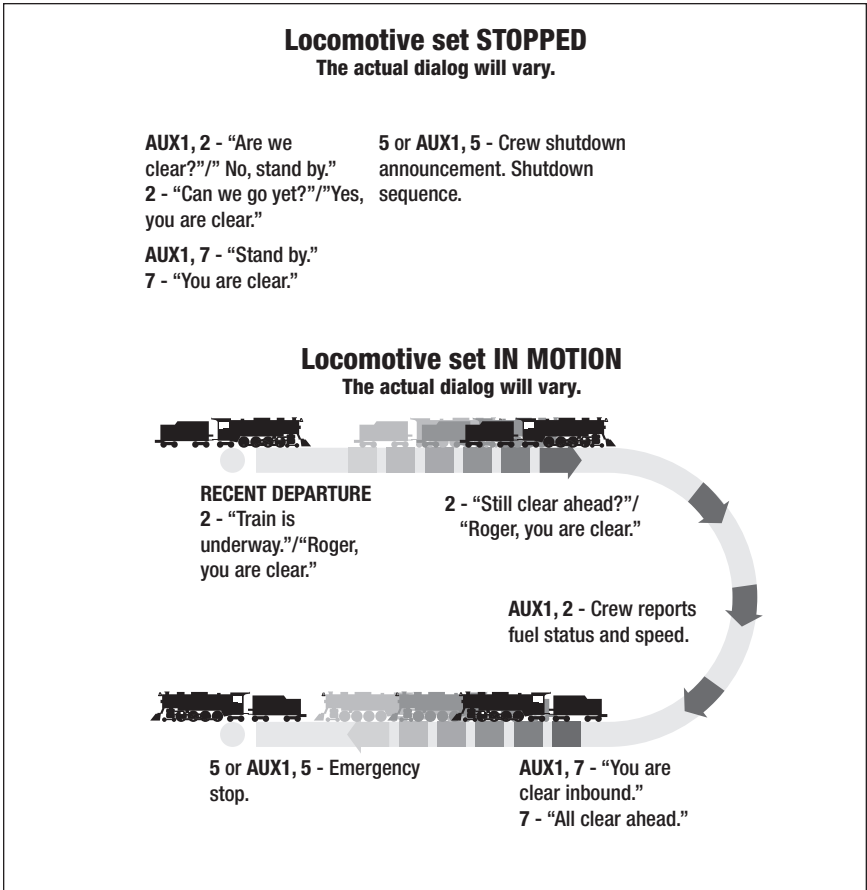 Locomotive set STOPPED
The actual dialog will vary.
AUX1, 2 - “Are we
clear?”/” No, stand by.”
2 - “Can we go yet?”/”Yes,
you are clear.”
AUX1, 7 - “Stand by.”
7 - “You are clear.”
5 or AUX1, 5 - Crew shutdown
announcement. Shutdown
sequence.
Locomotive set IN MOTION
The actual dialog will vary.
RECENT DEPARTURE
2 - “Train is
underway.”/“Roger,
you are clear.”
2 - “Still clear ahead?”/
“Roger, you are clear.”
AUX1, 2 - Crew reports
fuel status and speed.
AUX1, 7 - “You are
clear inbound.”
7 - “All clear ahead.”
5 or AUX1, 5 - Emergency
stop.